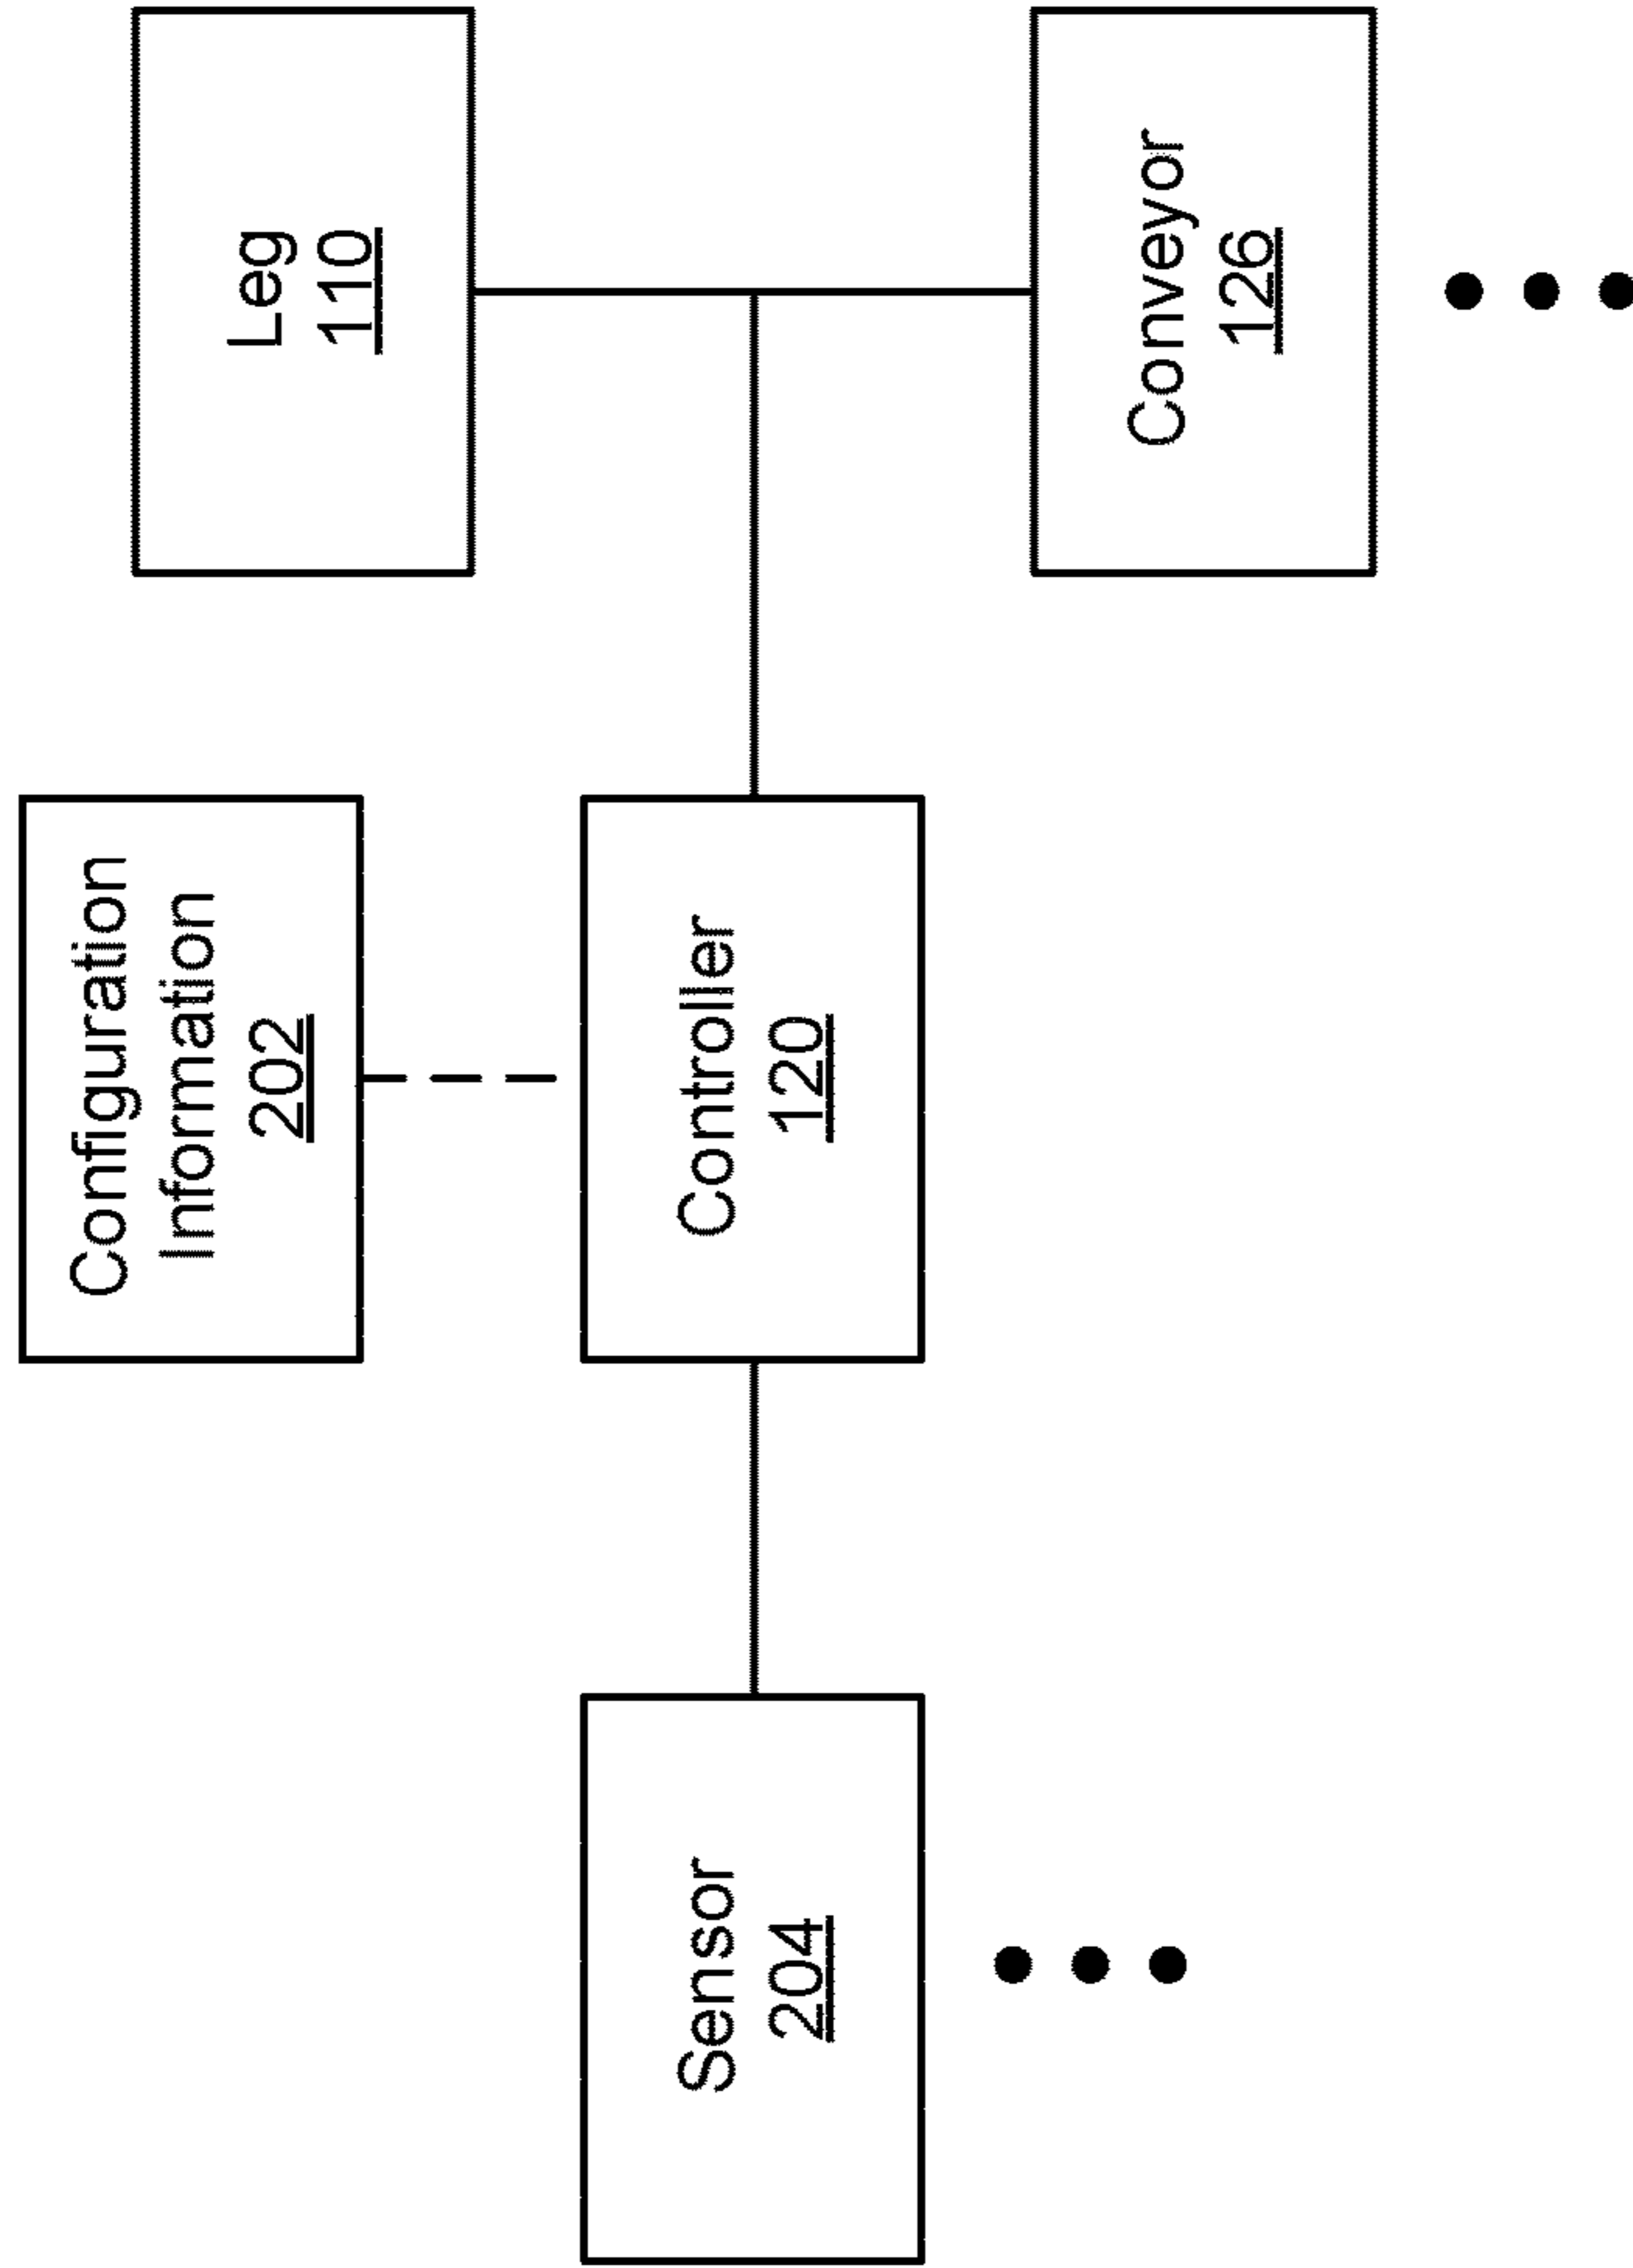 Configuration
Information
202
Leg
110
Sensor
204
Controller
120
Conveyor
126